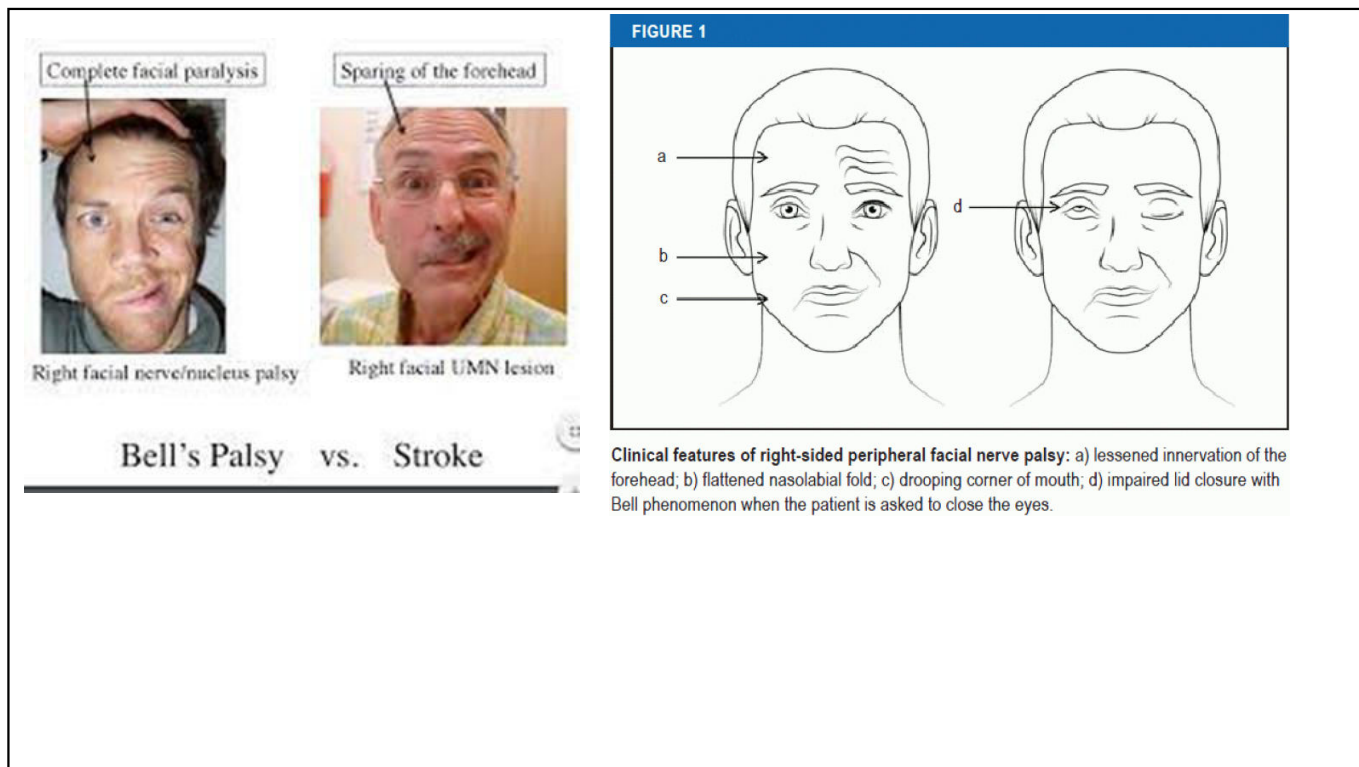 Complete facial paralysis
Sparing of the forehead
Right facial nerve/nucleus palsy
Right facial UMN lesion
Bell's Palsy vs. Stroke
FIGURE 1
a
b
c
d
Clinical features of right-sided peripheral facial nerve palsy: a) lessened innervation of the
forehead; b) flattened nasolabial fold; c) drooping corner of mouth; d) impaired lid closure with
Bell phenomenon when the patient is asked to close the eyes.